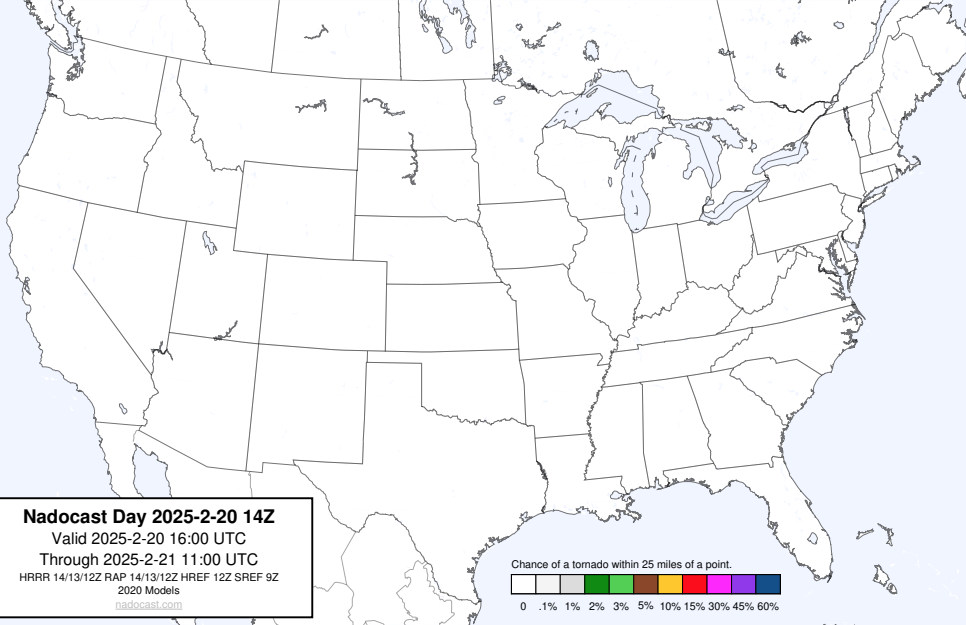 Nadocast Day 2025-2-20 14Z
Valid 2025-2-20 16:00 UTC
Through 2025-2-21 11:00 UTC
HRRR 14/13/12Z RAP 14/13/12Z HREF 12Z SREF 9Z
2020 Models
nadocast.com
Chance of a tornado within 25 miles of a point.
0 .1% 1% 2% 3% 5% 10% 15% 30% 45% 60%